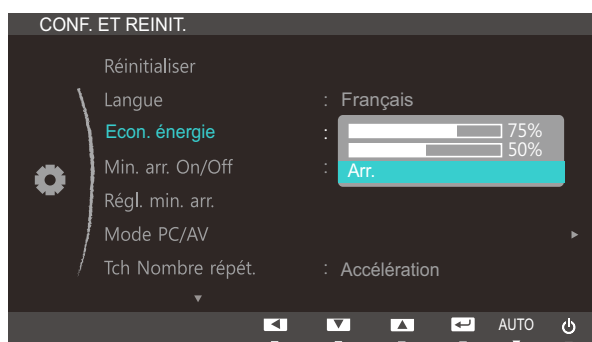 CONF. ET REINIT.
Réinitialiser
Langue : Français
Econ. énergie : 75%
50%
Min. arr. On/Off : Arr.
Régl. min. arr.
Mode PC/AV
Tch Nombre répét. : Accélération
AUTO